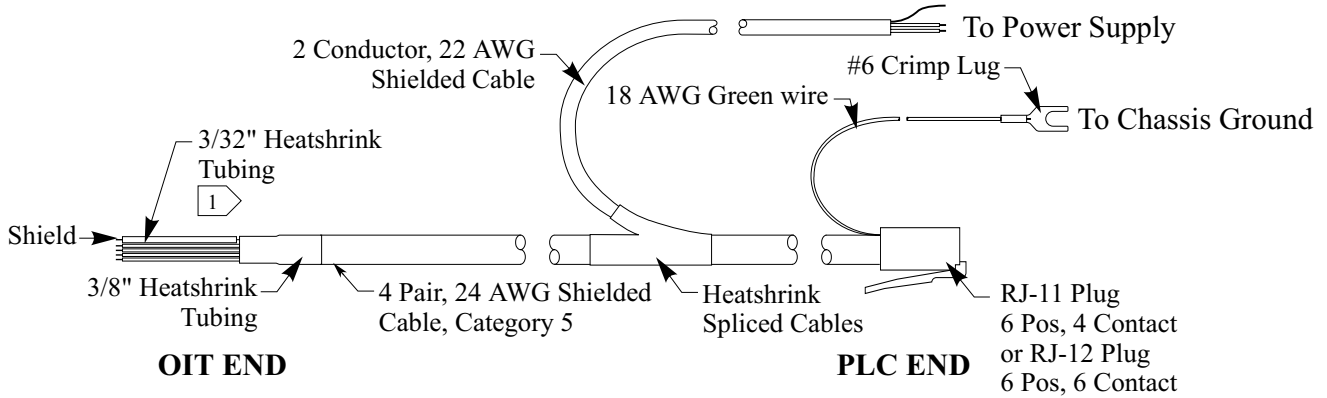 To Power Supply
2 Conductor, 22 AWG
Shielded Cable
#6 Crimp Lug
18 AWG Green wire
To Chassis Ground
3/32" Heatshrink
Tubing
1
Shield
3/8" Heatshrink
Tubing
4 Pair, 24 AWG Shielded
Cable, Category 5
Heatshrink
Spliced Cables
RJ-11 Plug
6 Pos, 4 Contact
or RJ-12 Plug
6 Pos, 6 Contact
OIT END
PLC END